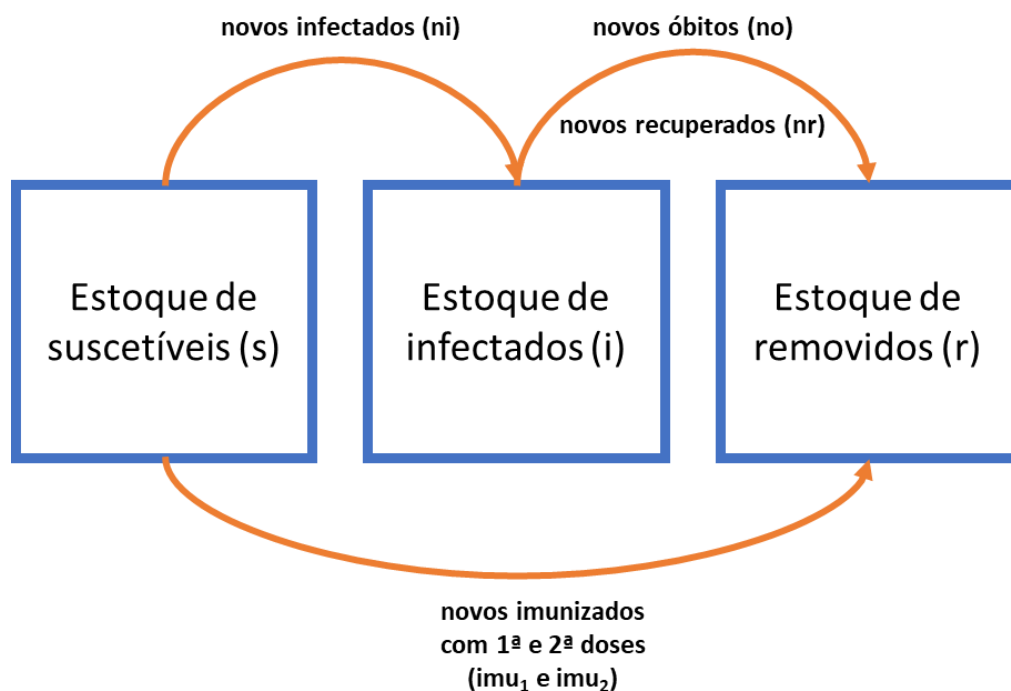 novos infectados (ni)
novos óbitos (no)
novos recuperados (nr)
Estoque de
suscetíveis (s)
Estoque de
infectados (i)
Estoque de
removidos (r)
novos imunizados
com 1ª e 2ª doses
(imu₁ e imu₂)